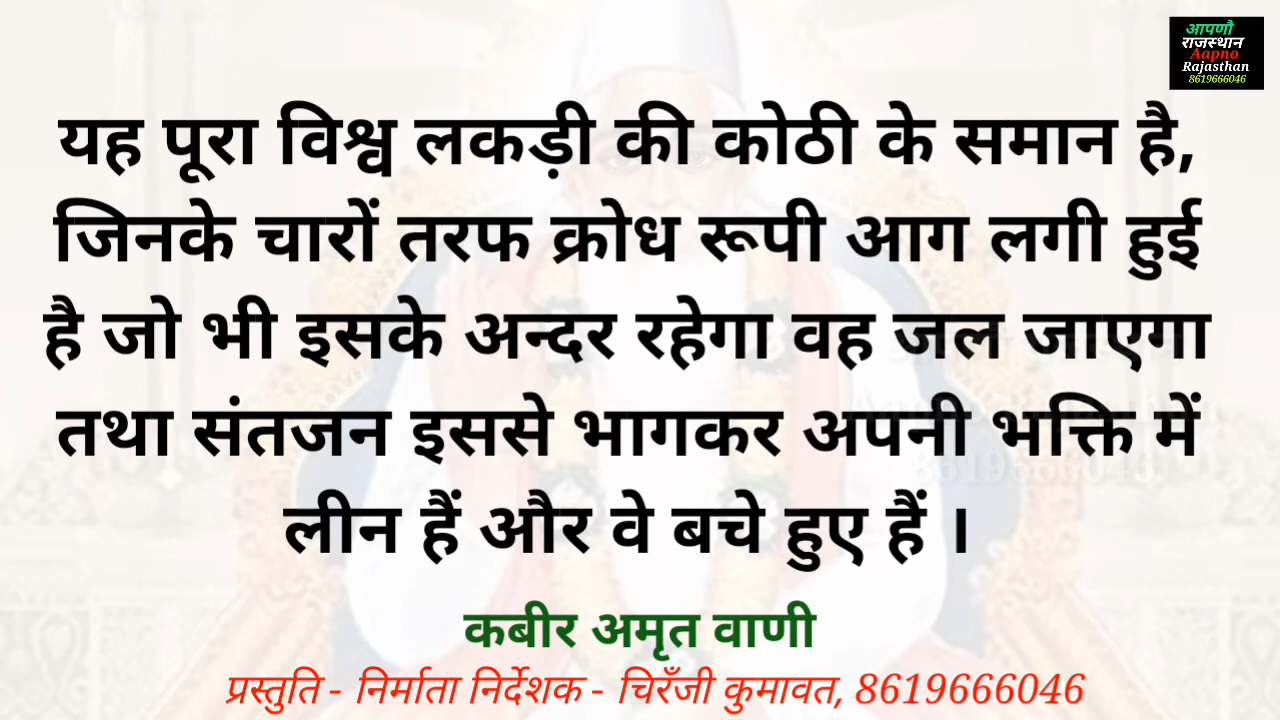 आपणौ
राजस्थान
Aapno
Rajasthan
8619666046
यह पूरा विश्व लकड़ी की कोठी के समान है,
जिनके चारों तरफ क्रोध रूपी आग लगी हुई
है जो भी इसके अन्दर रहेगा वह जल जाएगा
तथा संतजन इससे भागकर अपनी भक्ति में
लीन हैं और वे बचे हुए हैं ।
8619666046
कबीर अमृत वाणी
प्रस्तुति - निर्माता निर्देशक - चिरँजी कुमावत, 8619666046